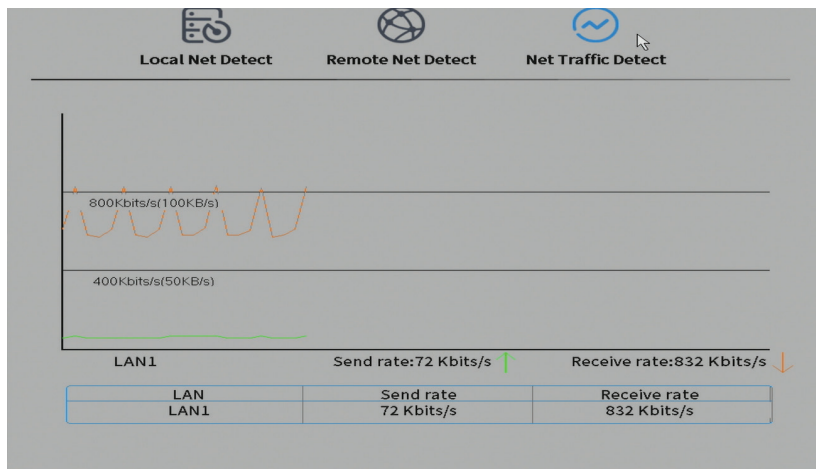 Local Net Detect Remote Net Detect Net Traffic Detect
800Kbits/s(100KB/s)
400Kbits/s(50KB/s)
LAN1 Send rate:72 Kbits/s Receive rate:832 Kbits/s
LAN Send rate Receive rate
LAN1 72 Kbits/s 832 Kbits/s